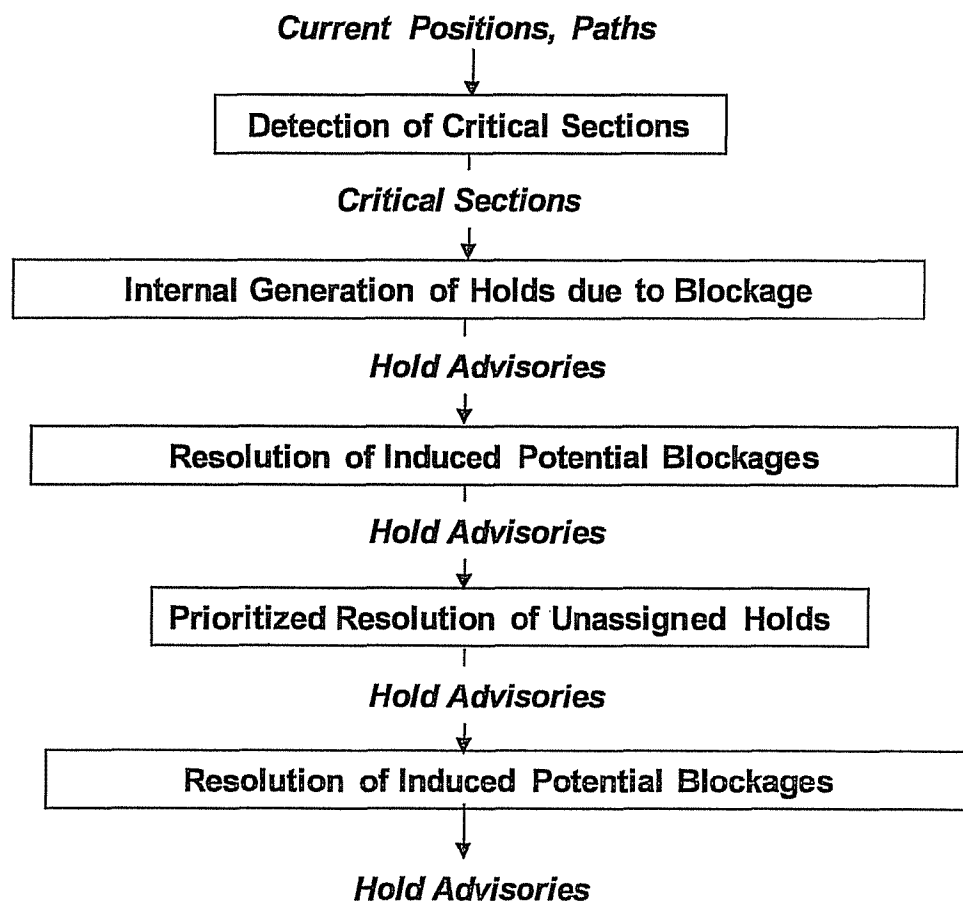 Current Positions, Paths
Detection of Critical Sections
Critical Sections
Internal Generation of Holds due to Blockage
Hold Advisories
Resolution of Induced Potential Blockages
Hold Advisories
Prioritized Resolution of Unassigned Holds
Hold Advisories
Resolution of Induced Potential Blockages
Hold Advisories